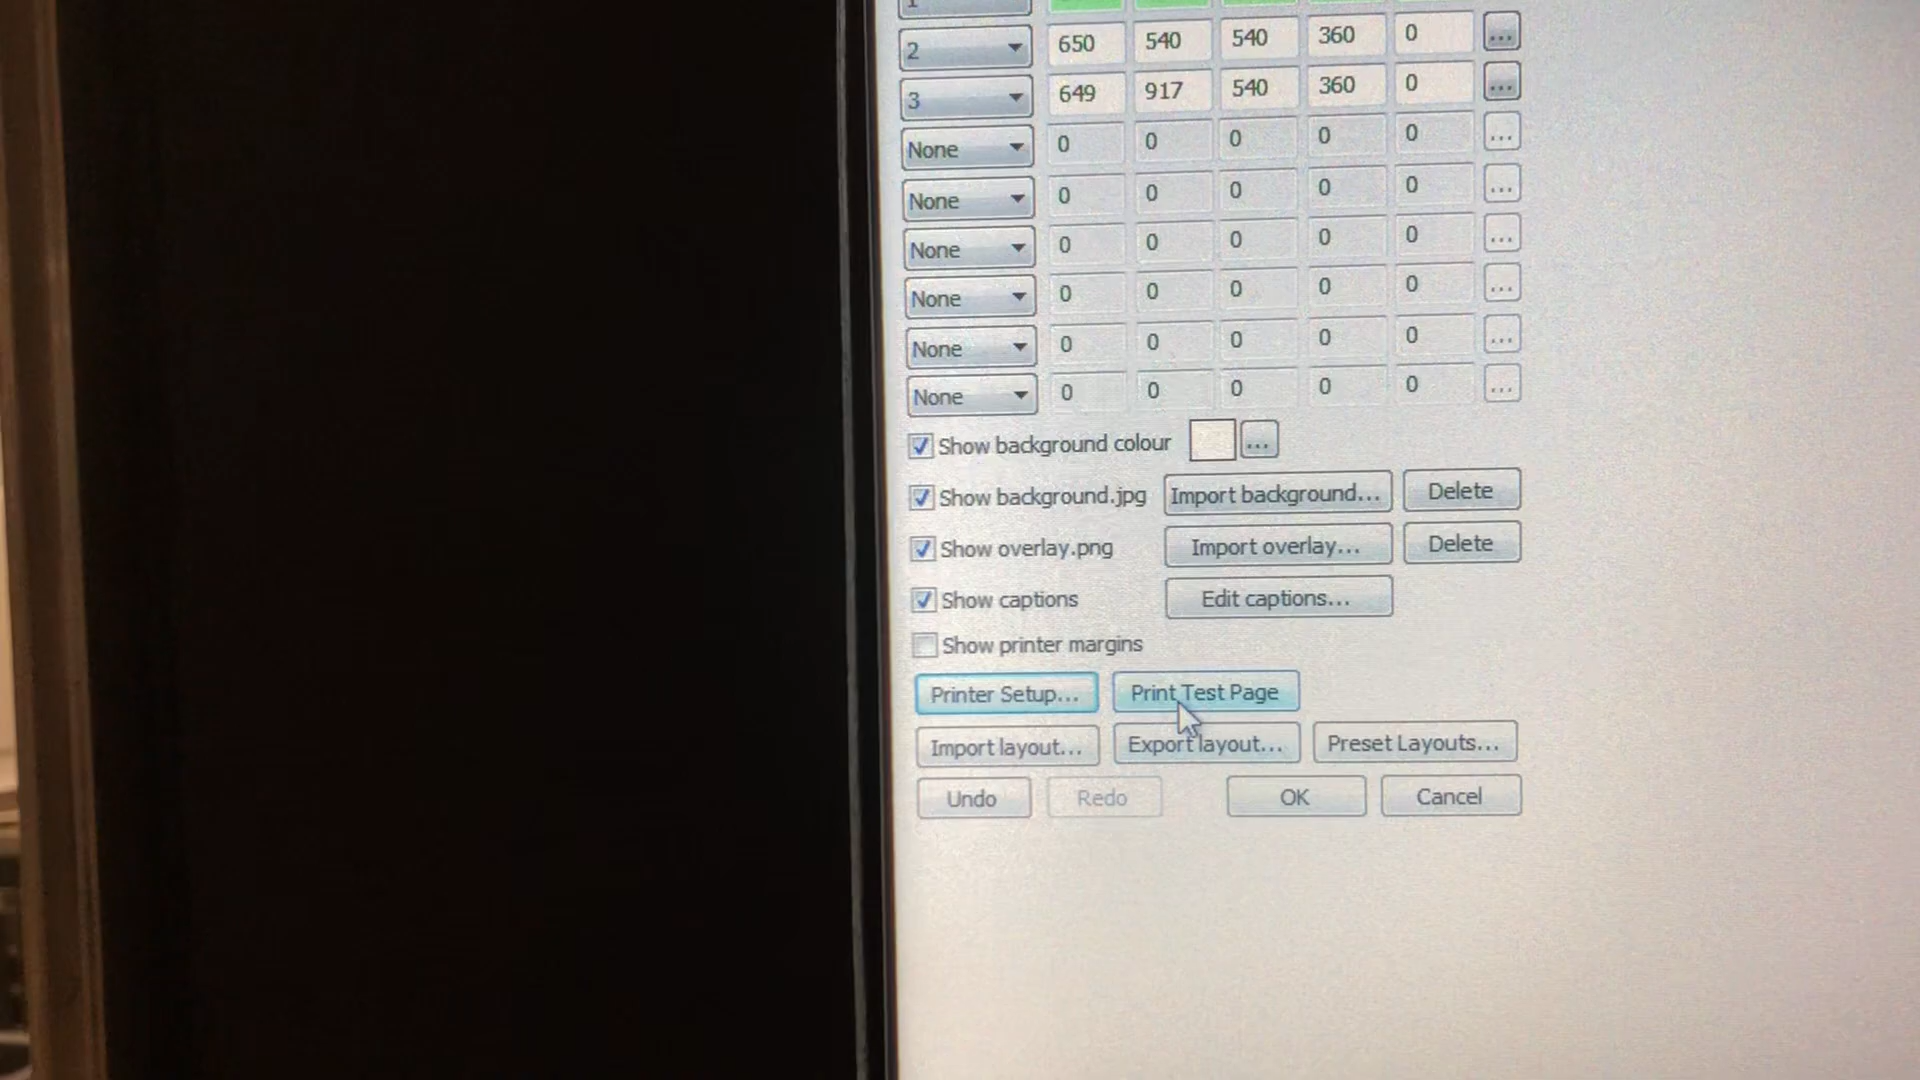 1
2 650 540 540 360 0 ...
3 649 917 540 360 0 ...
None 0 0 0 0 0 ...
None 0 0 0 0 0 ...
None 0 0 0 0 0 ...
None 0 0 0 0 0 ...
None 0 0 0 0 0 ...
None 0 0 0 0 0 ...
Show background colour ...
Show background.jpg Import background... Delete
Show overlay.png Import overlay... Delete
Show captions Edit captions...
Show printer margins
Printer Setup... Print Test Page
Import layout... Export layout... Preset Layouts...
Undo Redo OK Cancel